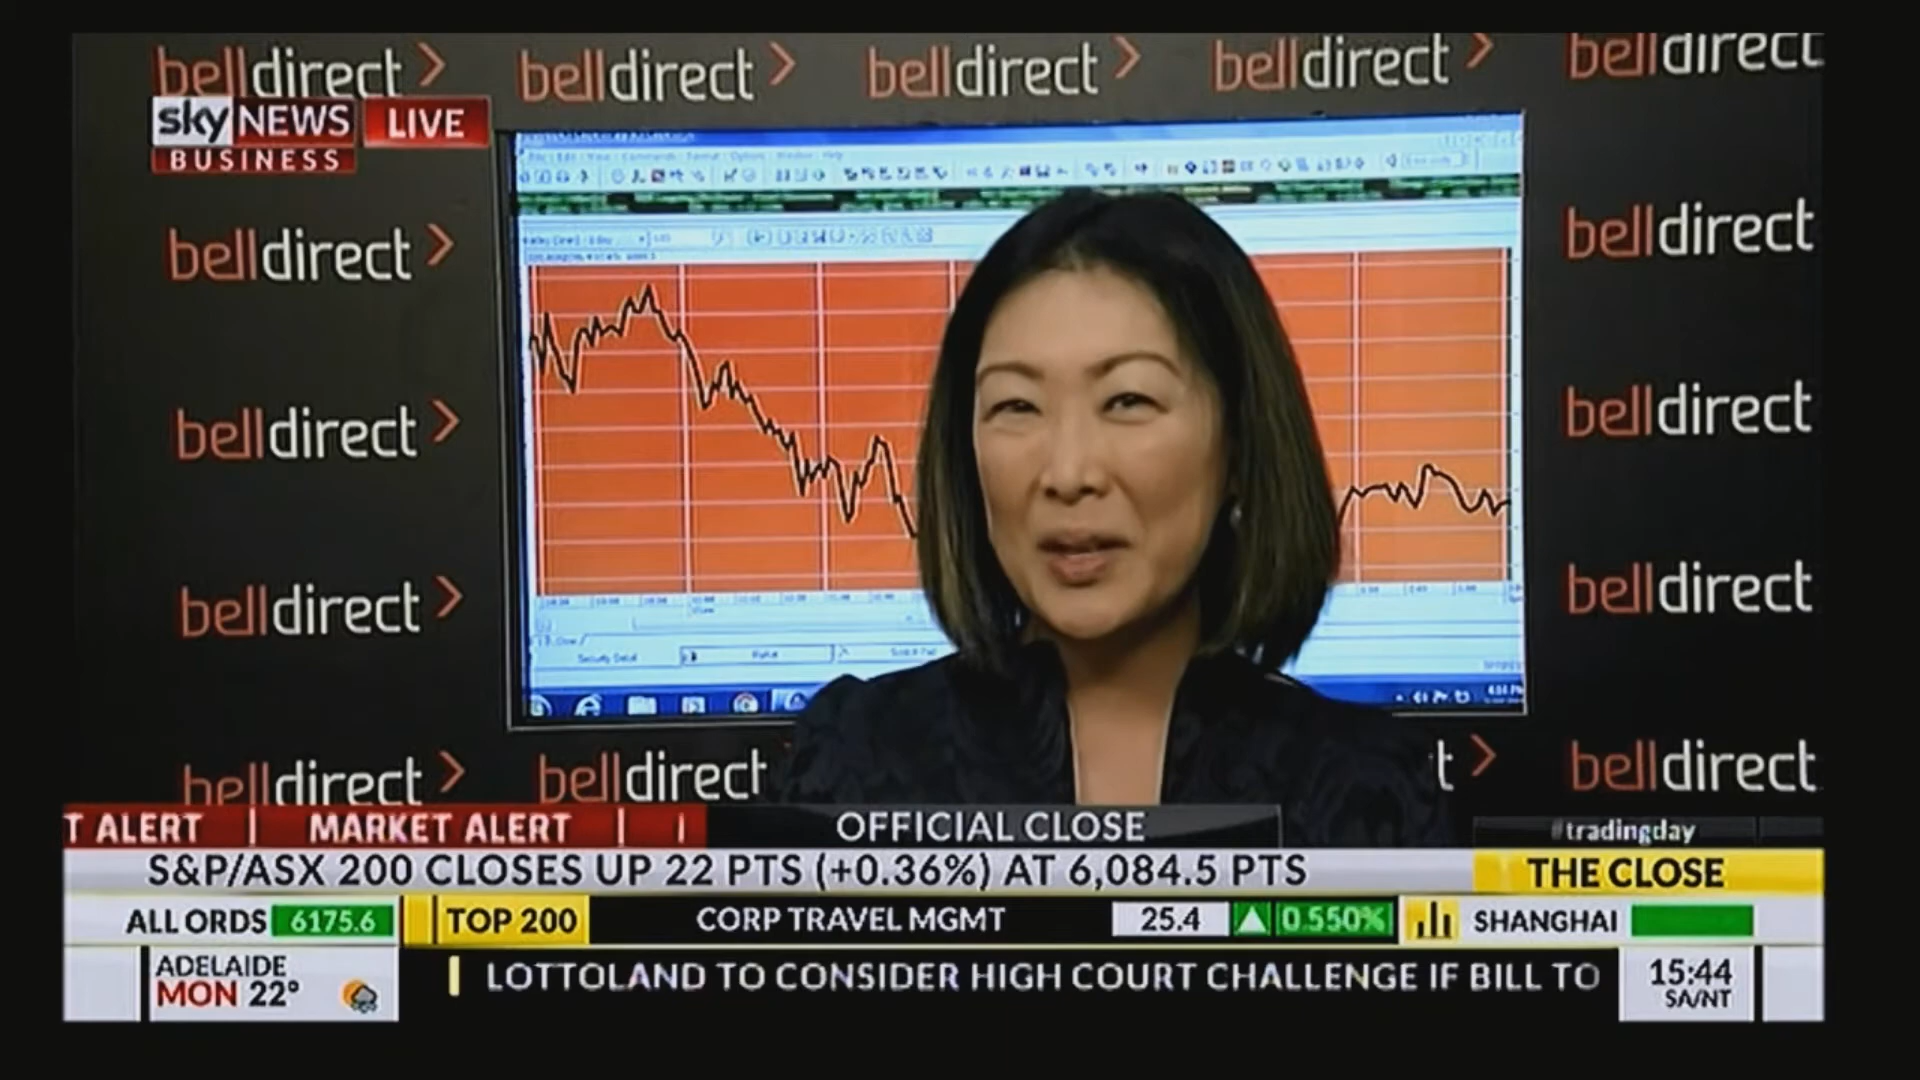 belldirect belldirect belldirect belldirect belldirect
sky NEWS LIVE
BUSINESS
belldirect belldirect
belldirect belldirect
belldirect belldirect
belldirect belldirect belldirect
t
T ALERT | MARKET ALERT |
OFFICIAL CLOSE
#tradingday
S&P/ASX 200 CLOSES UP 22 PTS (+0.36%) AT 6,084.5 PTS
THE CLOSE
ALL ORDS 6175.6 TOP 200 CORP TRAVEL MGMT 25.4 0.550% SHANGHAI
ADELAIDE
MON 22°
LOTTOLAND TO CONSIDER HIGH COURT CHALLENGE IF BILL TO
15:44
SA/NT